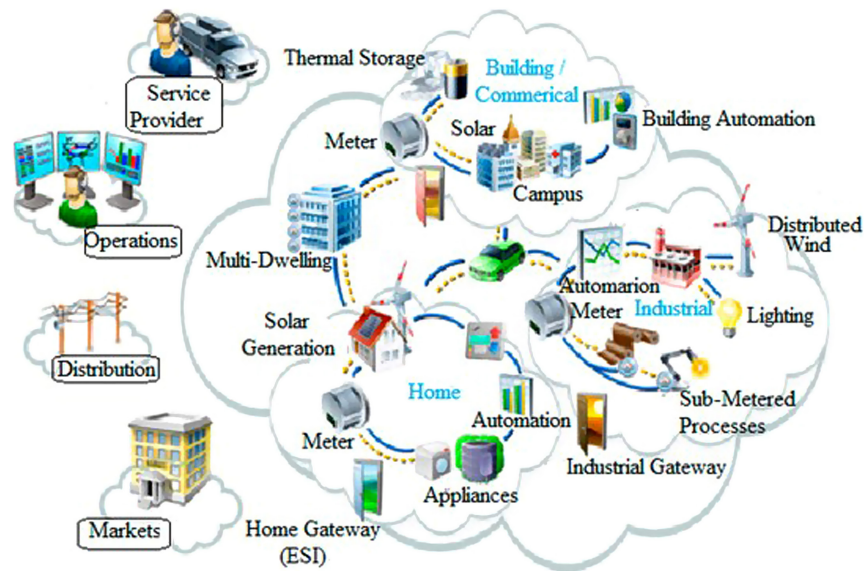 Service
Provider
Operations
Distribution
Markets
Thermal Storage
Building /
Commerical
Meter
Solar
Campus
Building Automation
Multi-Dwelling
Distributed
Wind
Automarion
Meter
Industrial
Lighting
Sub-Metered
Processes
Industrial Gateway
Solar
Generation
Home
Meter
Automation
Appliances
Home Gateway
(ESI)